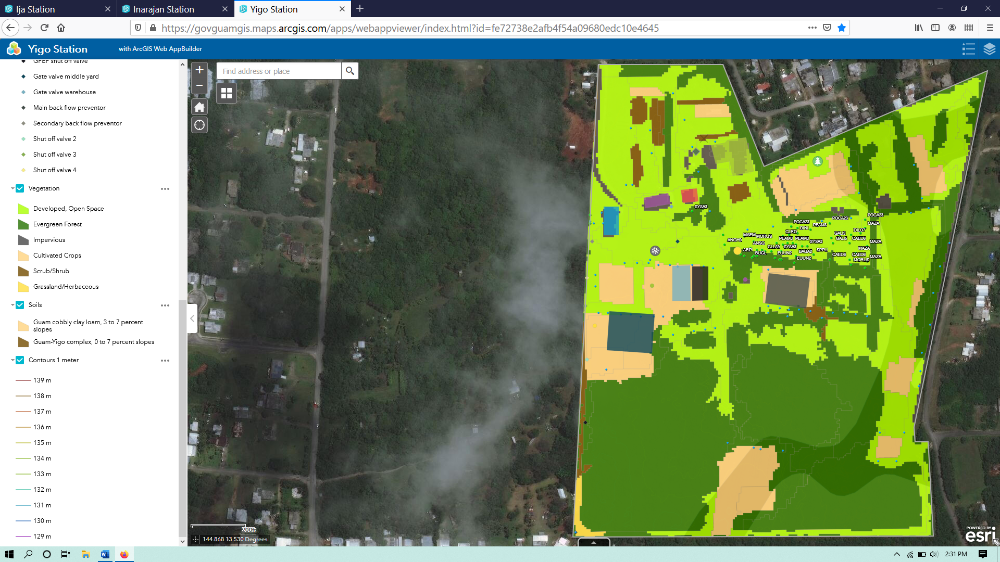 Ija Station
Inarajan Station
Yigo Station
https://govguamgis.maps.arcgis.com/apps/webappviewer/index.html?id=fe72738e2afb4f54a09680edc10e4645
Yigo Station
with ArcGIS Web AppBuilder
GPEP shut off valve
Gate valve middle yard
Gate valve warehouse
Main back flow preventor
Secondary back flow preventor
Shut off valve 2
Shut off valve 3
Shut off valve 4
Vegetation
Developed, Open Space
Evergreen Forest
Impervious
Cultivated Crops
Scrub/Shrub
Grassland/Herbaceous
Soils
Guam cobbly clay loam, 3 to 7 percent
slopes
Guam-Yigo complex, 0 to 7 percent slopes
Contours 1 meter
139 m
138 m
137 m
136 m
135 m
134 m
133 m
132 m
131 m
130 m
129 m
Find address or place
SYSA3
POCA23
POCA23
POCA23
PEAM3
MAZA
DINI
CLRO
GALI5
DILO7
MAEM
MORUS
PEAM3
PEAM3
GALI5
CAED6
ANCH9
ANSQ
SYSA3
MAZA
CLLA9
SYSA3
MAZA
ARPI
BUGL
EUUN2
BAGA2
SPPU
CAED6
CAED6
MAZA
EUUN2
MORUS
200ft
144.868 13.530 Degrees
POWERED BY
esri
2:31 PM